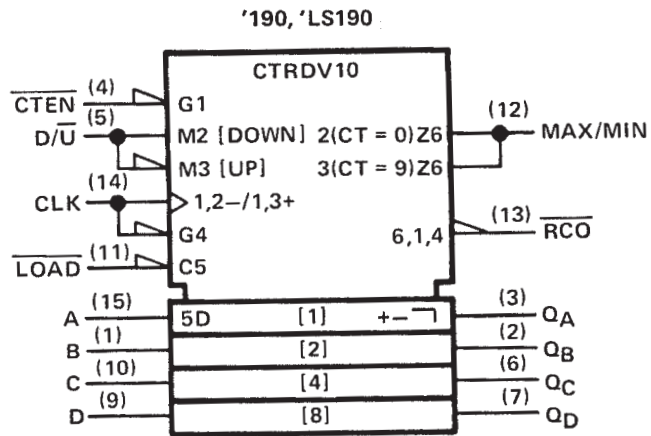 '190, 'LS190
CTRDV10
CTEN (4) G1
D/U (5) M2 [DOWN] 2(CT = 0)Z6 (12) MAX/MIN
M3 [UP] 3(CT = 9)Z6
CLK (14) 1,2–/1,3+
G4 6,1,4 (13) RCO
LOAD (11) C5
A (15) 5D [1] +– (3) QA
B (1) [2] (2) QB
C (10) [4] (6) QC
D (9) [8] (7) QD